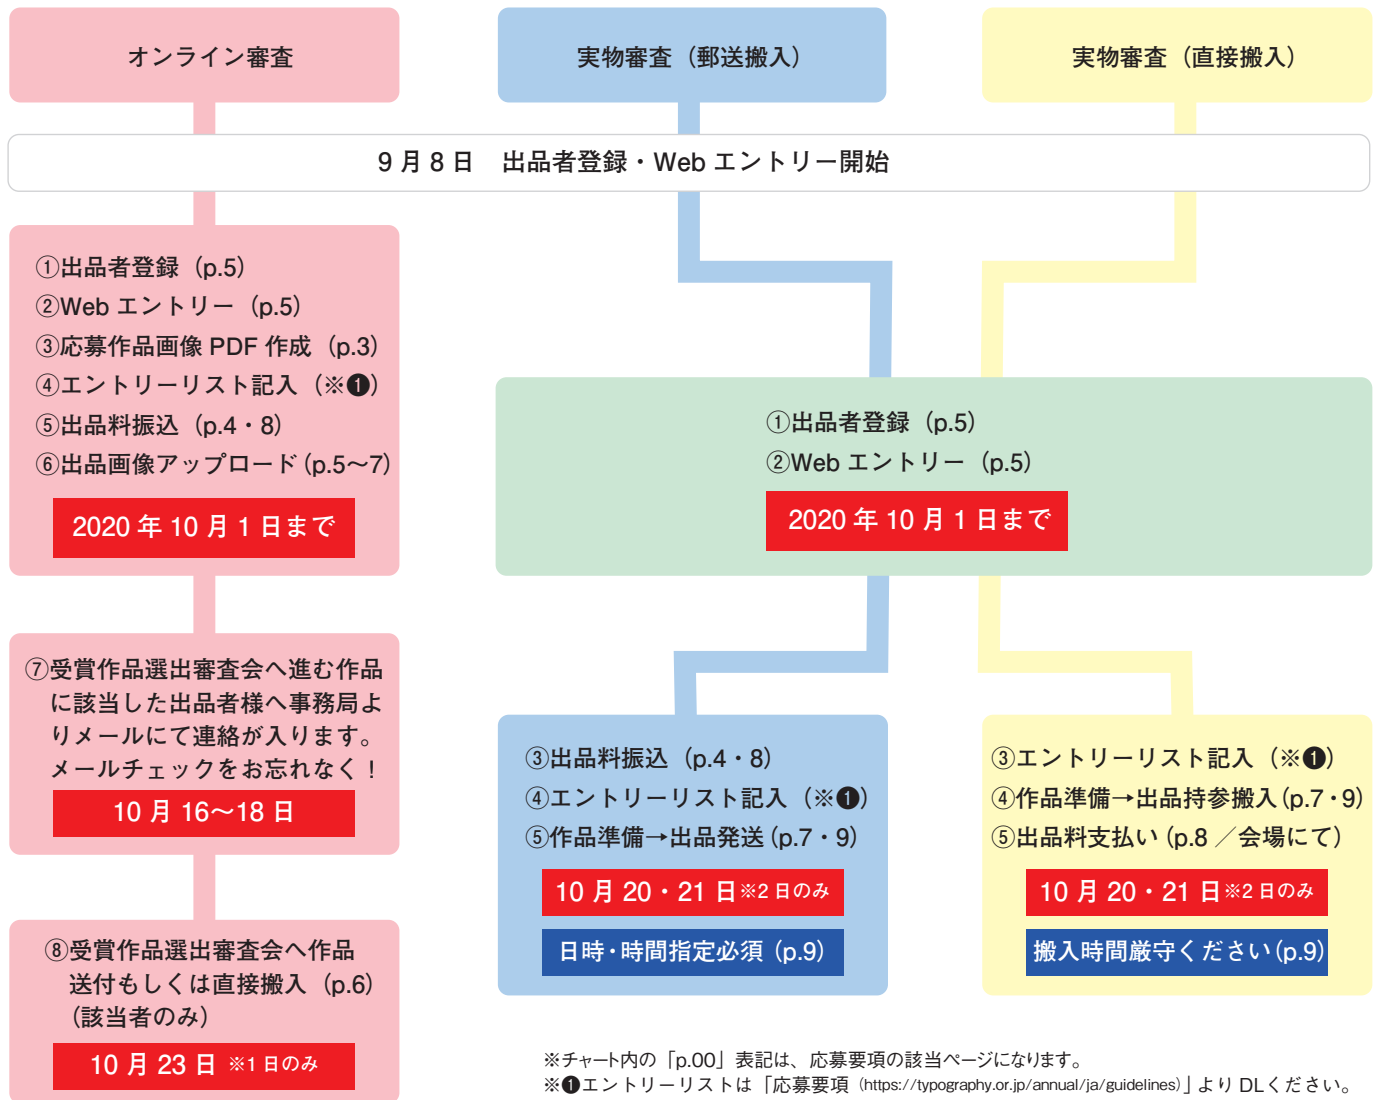 オンライン審査
実物審査（郵送搬入）
実物審査（直接搬入）
9 月 8 日　出品者登録・Web エントリー開始
①出品者登録（p.5）
②Web エントリー（p.5）
③応募作品画像 PDF 作成（p.3）
④エントリーリスト記入（※❶）
⑤出品料振込（p.4・8）
⑥出品画像アップロード（p.5〜7）
2020 年 10 月 1 日まで
①出品者登録（p.5）
②Web エントリー（p.5）
2020 年 10 月 1 日まで
⑦受賞作品選出審査会へ進む作品
に該当した出品者様へ事務局よ
りメールにて連絡が入ります。
メールチェックをお忘れなく！
10 月 16〜18 日
⑧受賞作品選出審査会へ作品
送付もしくは直接搬入（p.6）
（該当者のみ）
10 月 23 日 ※1 日のみ
③出品料振込（p.4・8）
④エントリーリスト記入（※❶）
⑤作品準備→出品発送（p.7・9）
10 月 20・21 日※2 日のみ
日時・時間指定必須（p.9）
③エントリーリスト記入（※❶）
④作品準備→出品持参搬入（p.7・9）
⑤出品料支払い（p.8 ／会場にて）
10 月 20・21 日※2 日のみ
搬入時間厳守ください（p.9）
※チャート内の「p.00」表記は、応募要項の該当ページになります。
※❶エントリーリストは「応募要項（https://typography.or.jp/annual/ja/guidelines）」より DLください。